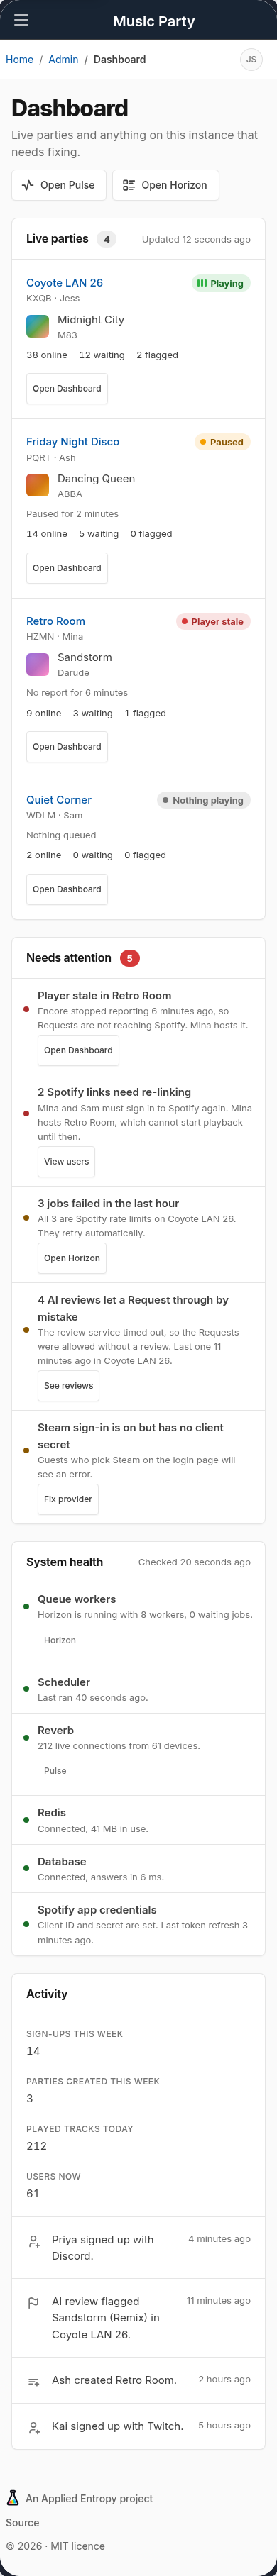 Music Party
Home / Admin / Dashboard
JS
Dashboard
Live parties and anything on this instance that
needs fixing.
Open Pulse
Open Horizon
Live parties 4
Updated 12 seconds ago
Coyote LAN 26
Playing
KXQB · Jess
Midnight City
M83
38 online 12 waiting 2 flagged
Open Dashboard
Friday Night Disco
Paused
PQRT · Ash
Dancing Queen
ABBA
Paused for 2 minutes
14 online 5 waiting 0 flagged
Open Dashboard
Retro Room
Player stale
HZMN · Mina
Sandstorm
Darude
No report for 6 minutes
9 online 3 waiting 1 flagged
Open Dashboard
Quiet Corner
Nothing playing
WDLM · Sam
Nothing queued
2 online 0 waiting 0 flagged
Open Dashboard
Needs attention 5
Player stale in Retro Room
Encore stopped reporting 6 minutes ago, so
Requests are not reaching Spotify. Mina hosts it.
Open Dashboard
2 Spotify links need re-linking
Mina and Sam must sign in to Spotify again. Mina
hosts Retro Room, which cannot start playback
until then.
View users
3 jobs failed in the last hour
All 3 are Spotify rate limits on Coyote LAN 26.
They retry automatically.
Open Horizon
4 AI reviews let a Request through by
mistake
The review service timed out, so the Requests
were allowed without a review. Last one 11
minutes ago in Coyote LAN 26.
See reviews
Steam sign-in is on but has no client
secret
Guests who pick Steam on the login page will
see an error.
Fix provider
System health
Checked 20 seconds ago
Queue workers
Horizon is running with 8 workers, 0 waiting jobs.
Horizon
Scheduler
Last ran 40 seconds ago.
Reverb
212 live connections from 61 devices.
Pulse
Redis
Connected, 41 MB in use.
Database
Connected, answers in 6 ms.
Spotify app credentials
Client ID and secret are set. Last token refresh 3
minutes ago.
Activity
SIGN-UPS THIS WEEK
14
PARTIES CREATED THIS WEEK
3
PLAYED TRACKS TODAY
212
USERS NOW
61
Priya signed up with
Discord.
4 minutes ago
AI review flagged
Sandstorm (Remix) in
Coyote LAN 26.
11 minutes ago
Ash created Retro Room.
2 hours ago
Kai signed up with Twitch.
5 hours ago
An Applied Entropy project
Source
© 2026 · MIT licence